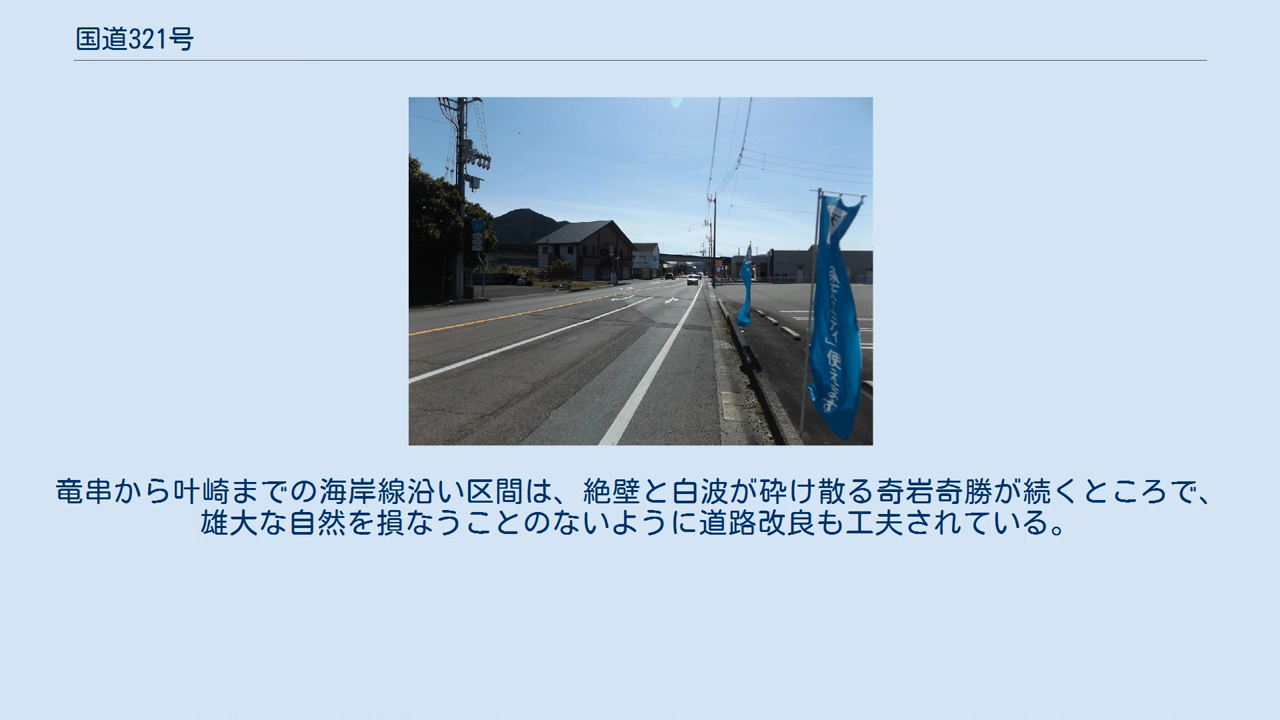 国道321号
竜串から叶崎までの海岸線沿い区間は、絶壁と白波が砕け散る奇岩奇勝が続くところで、
雄大な自然を損なうことのないように道路改良も工夫されている。